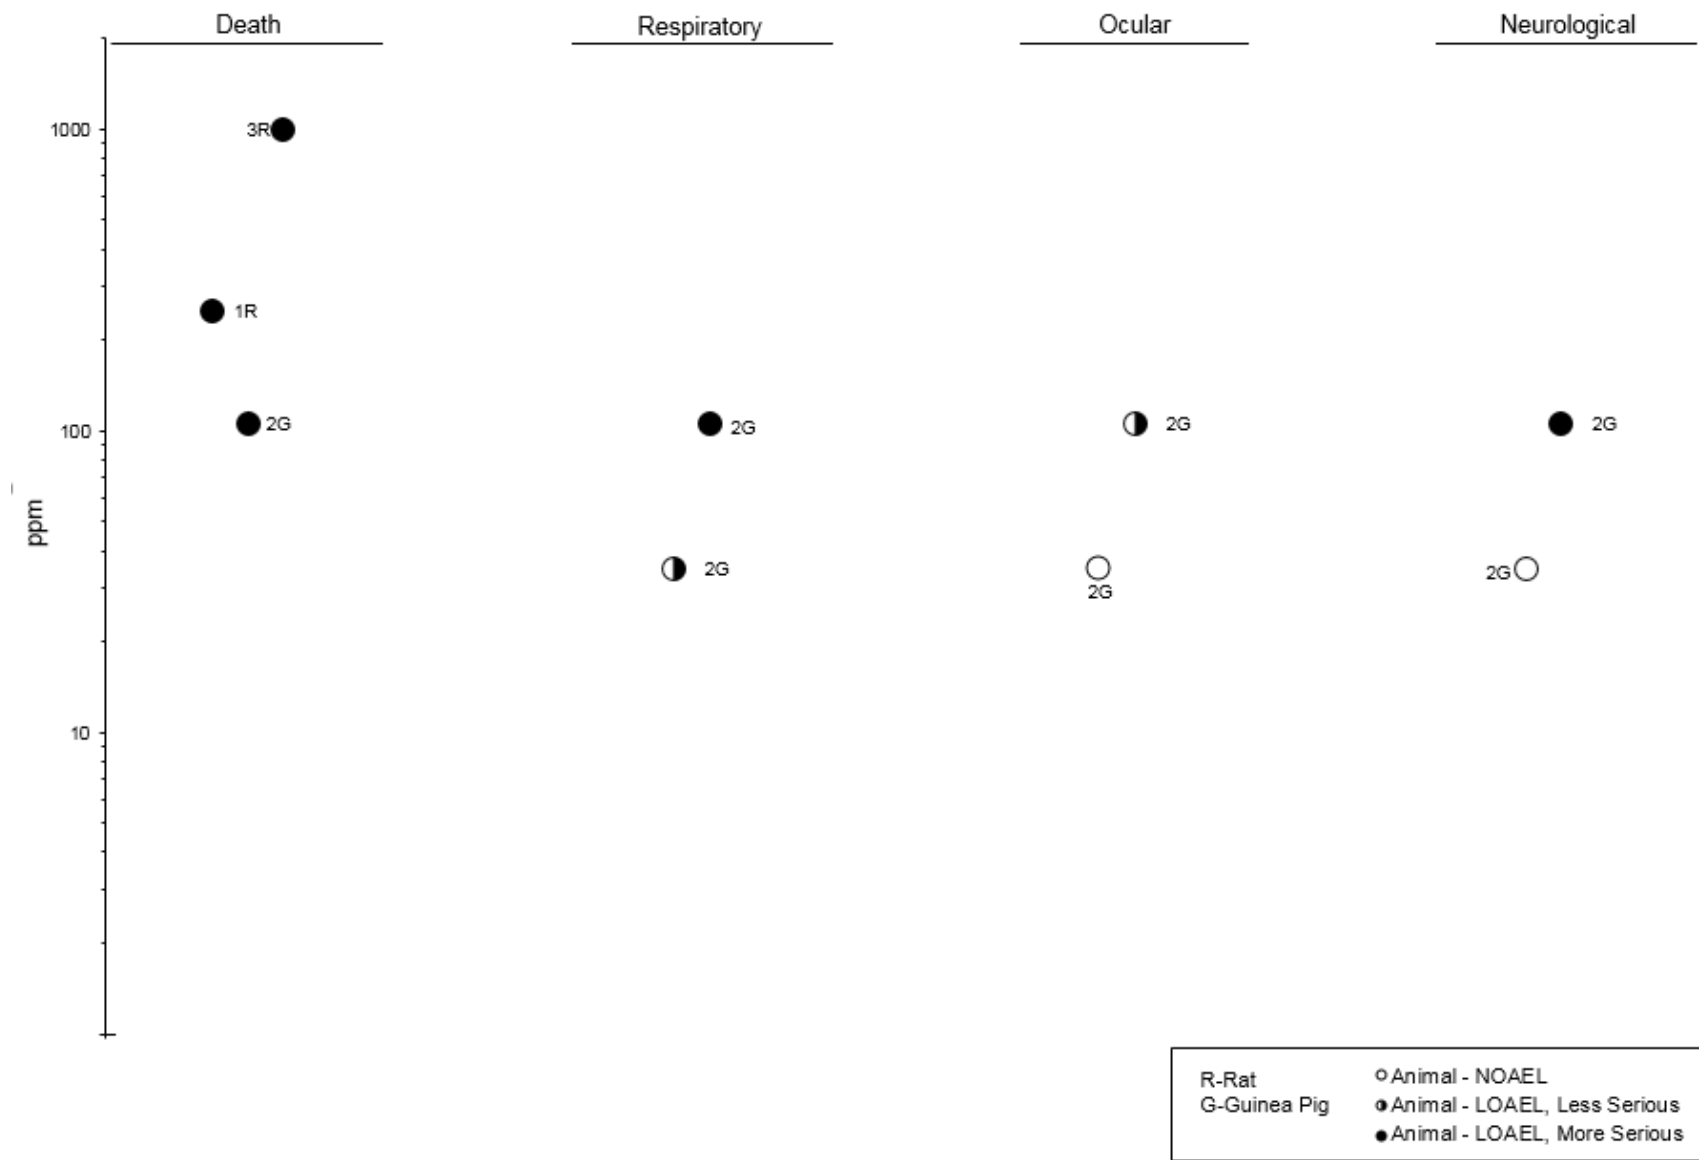 Death
Respiratory
Ocular
Neurological
1000
3R
1R
100
2G
2G
2G
2G
ppm
2G
2G
2G
10
R-Rat
G-Guinea Pig
Animal - NOAEL
Animal - LOAEL, Less Serious
Animal - LOAEL, More Serious